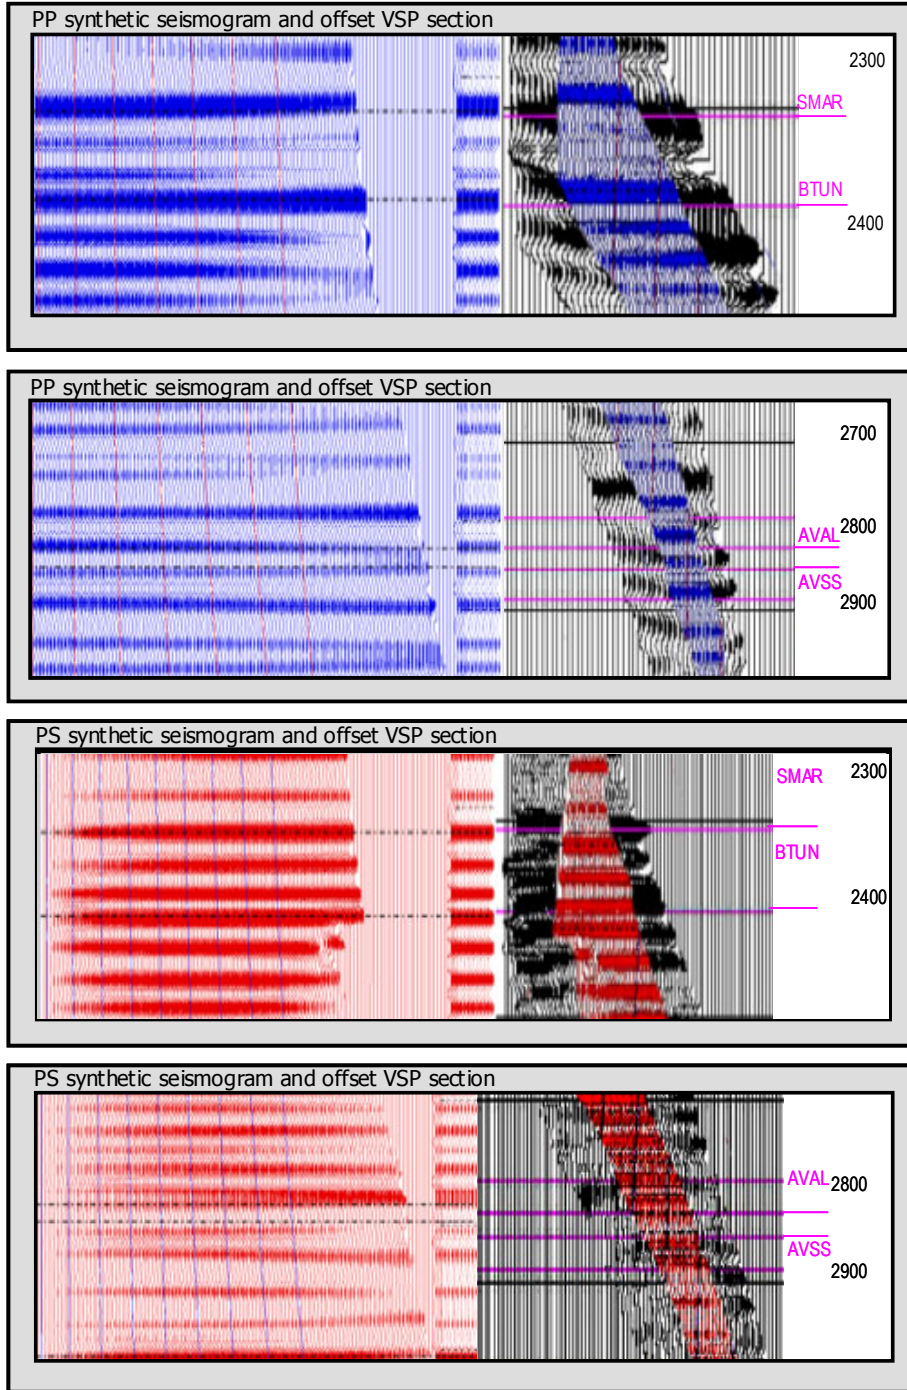 PP synthetic seismogram and offset VSP section
2300
SMAR
BTUN
2400
PP synthetic seismogram and offset VSP section
2700
2800
AVAL
AVSS
2900
PS synthetic seismogram and offset VSP section
SMAR 2300
BTUN
2400
PS synthetic seismogram and offset VSP section
AVAL 2800
AVSS
2900